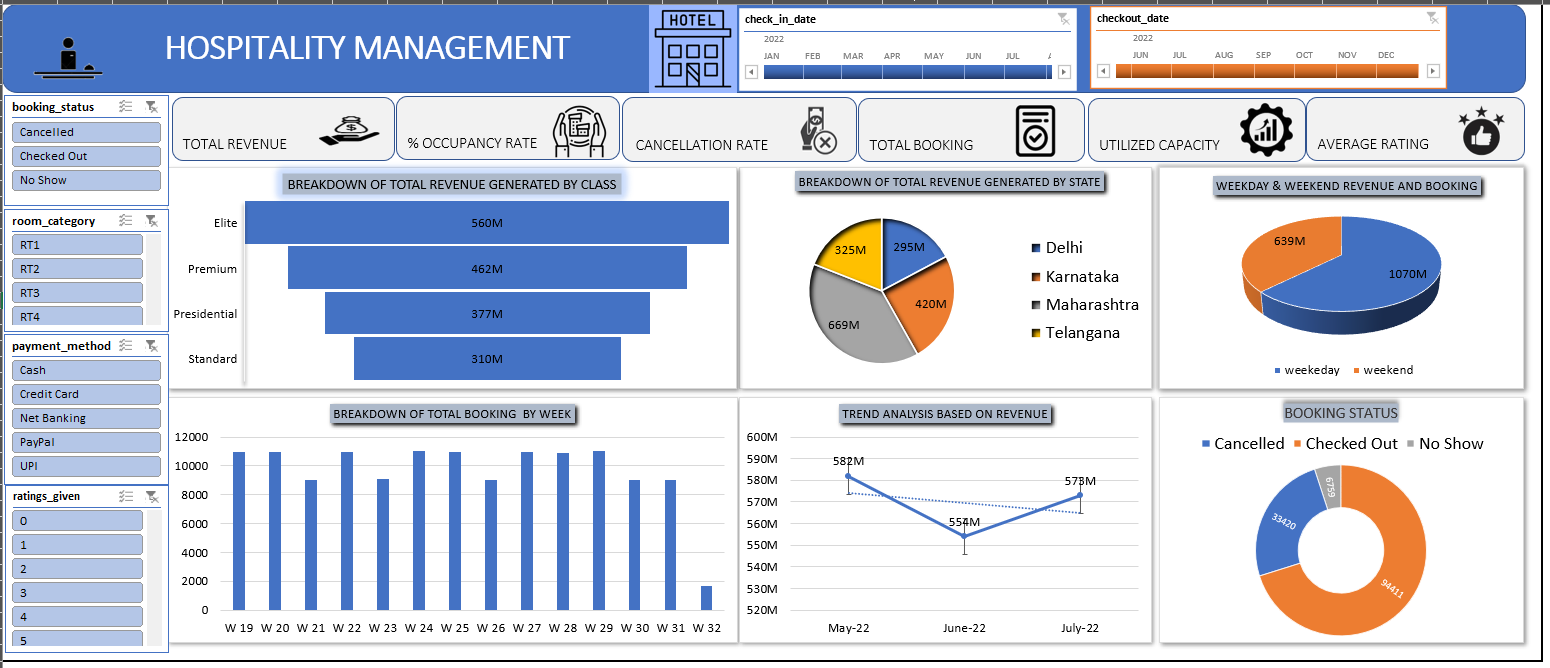 HOSPITALITY MANAGEMENT
HOTEL
check_in_date
2022
JAN FEB MAR APR MAY JUN JUL
checkout_date
2022
JUN JUL AUG SEP OCT NOV DEC
booking_status
Cancelled
Checked Out
No Show
room_category
RT1
RT2
RT3
RT4
payment_method
Cash
Credit Card
Net Banking
PayPal
UPI
ratings_given
0
1
2
3
4
5
TOTAL REVENUE
% OCCUPANCY RATE
CANCELLATION RATE
TOTAL BOOKING
UTILIZED CAPACITY
AVERAGE RATING
BREAKDOWN OF TOTAL REVENUE GENERATED BY CLASS
Elite 560M
Premium 462M
Presidential 377M
Standard 310M
BREAKDOWN OF TOTAL REVENUE GENERATED BY STATE
325M 295M
420M
669M
Delhi
Karnataka
Maharashtra
Telangana
WEEKDAY & WEEKEND REVENUE AND BOOKING
639M
1070M
weekeday weekend
BREAKDOWN OF TOTAL BOOKING BY WEEK
12000
10000
8000
6000
4000
2000
0
W 19 W 20 W 21 W 22 W 23 W 24 W 25 W 26 W 27 W 28 W 29 W 30 W 31 W 32
TREND ANALYSIS BASED ON REVENUE
600M
590M
580M
570M
560M
550M
540M
530M
520M
582M
554M
573M
May-22 June-22 July-22
BOOKING STATUS
Cancelled Checked Out No Show
6759
33420
94411